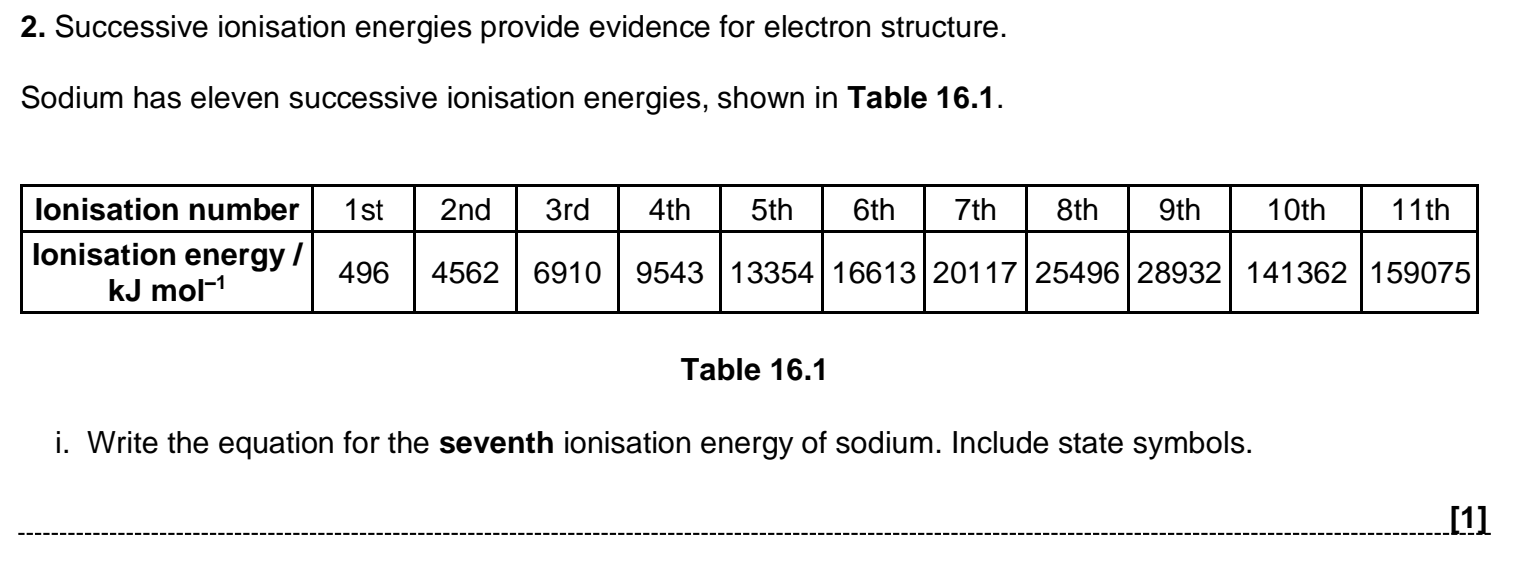 2. Successive ionisation energies provide evidence for electron structure.
Sodium has eleven successive ionisation energies, shown in Table 16.1.
Ionisation number 1st 2nd 3rd 4th 5th 6th 7th 8th 9th 10th 11th
Ionisation energy / kJ mol⁻¹ 496 4562 6910 9543 13354 16613 20117 25496 28932 141362 159075
Table 16.1
i. Write the equation for the seventh ionisation energy of sodium. Include state symbols.
[1]